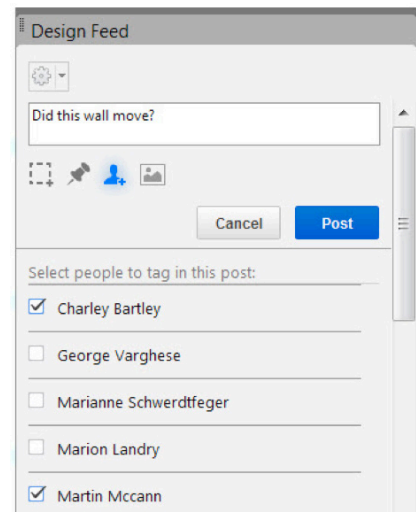 Design Feed
Did this wall move?
Cancel
Post
Select people to tag in this post:
Charley Bartley
George Varghese
Marianne Schwerdtfeger
Marion Landry
Martin Mccann